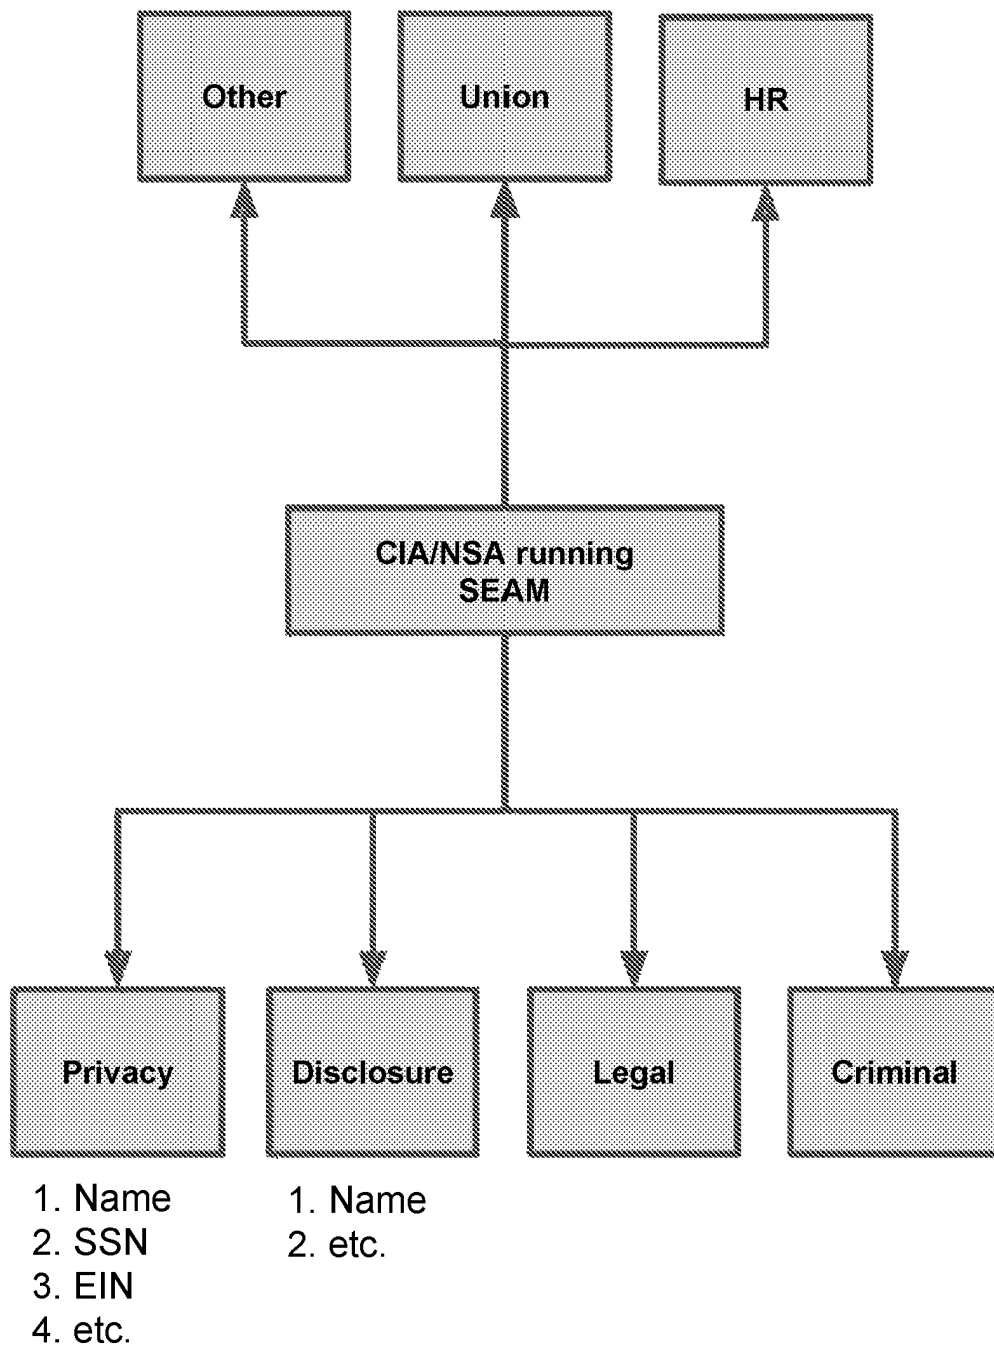 Other
Union
HR
CIA/NSA running
SEAM
Privacy
Disclosure
Legal
Criminal
1. Name
2. SSN
3. EIN
4. etc.
1. Name
2. etc.